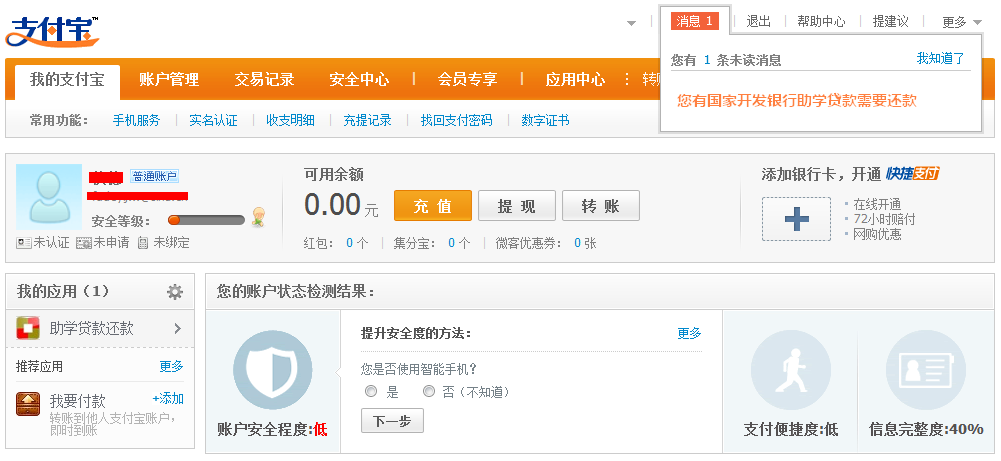 支付宝™
消息 1 退出 帮助中心 提建议 更多
您有 1 条未读消息 我知道了
您有国家开发银行助学贷款需要还款
我的支付宝 账户管理 交易记录 安全中心 会员专享 应用中心
常用功能： 手机服务 实名认证 收支明细 充提记录 找回支付密码 数字证书
普通账户
安全等级：
未认证 未申请 未绑定
可用余额
0.00 元 充 值 提 现 转 账
红包： 0 个 集分宝： 0 个 微客优惠券： 0 张
添加银行卡，开通 快捷支付
在线开通
72小时赔付
网购优惠
我的应用（1）
助学贷款还款
推荐应用 更多
我要付款 +添加
转账到他人支付宝账户，
即时到账
您的账户状态检测结果：
账户安全程度:低
提升安全度的方法： 更多
您是否使用智能手机?
是 否（不知道）
下一步
支付便捷度:低
信息完整度:40%